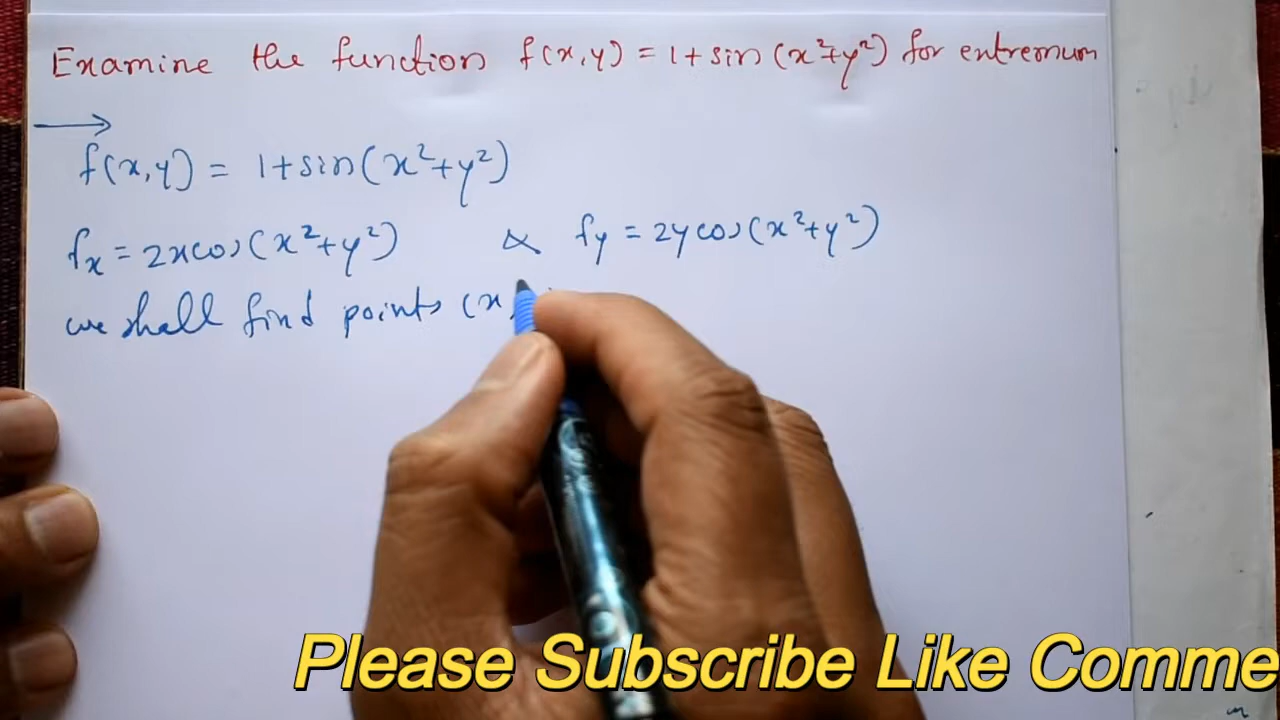 Examine the function f(x,y) = 1+sin(x²+y²) for extremum
f(x,y) = 1+sin(x²+y²)
fx = 2xcos(x²+y²) & fy = 2ycos(x²+y²)
we shall find points (x,
Please Subscribe Like Comme